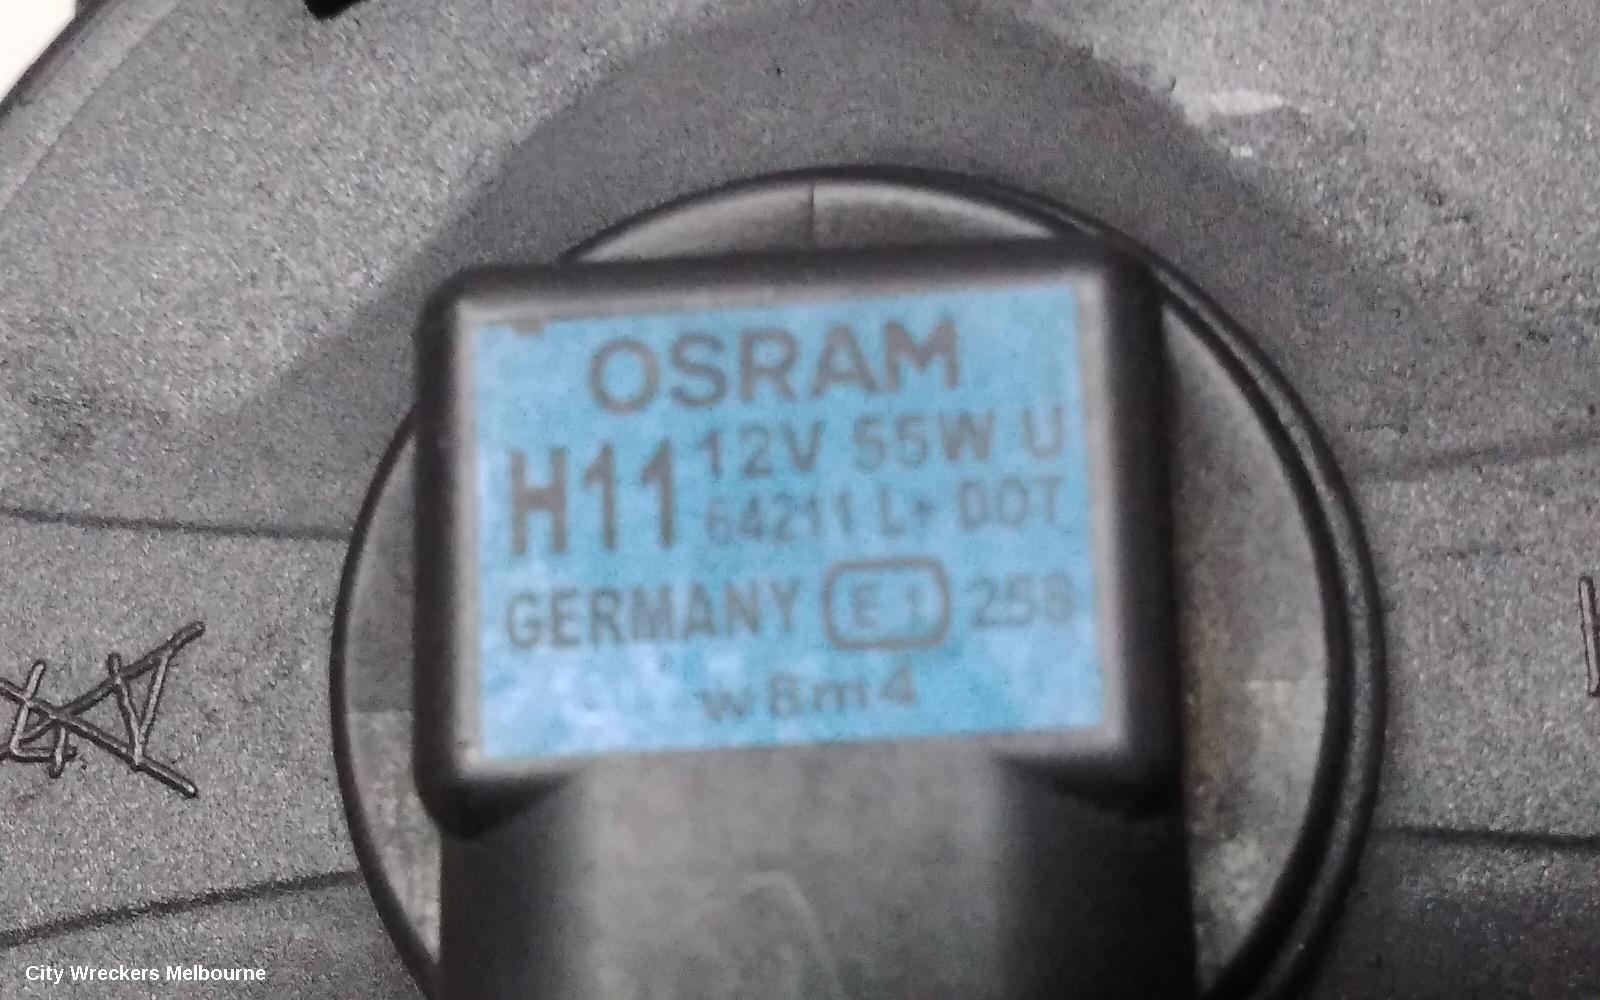 OSRAM
H11 12V 55W U
64211 L+ DOT
GERMANY E1 258
w8m4
City Wreckers Melbourne